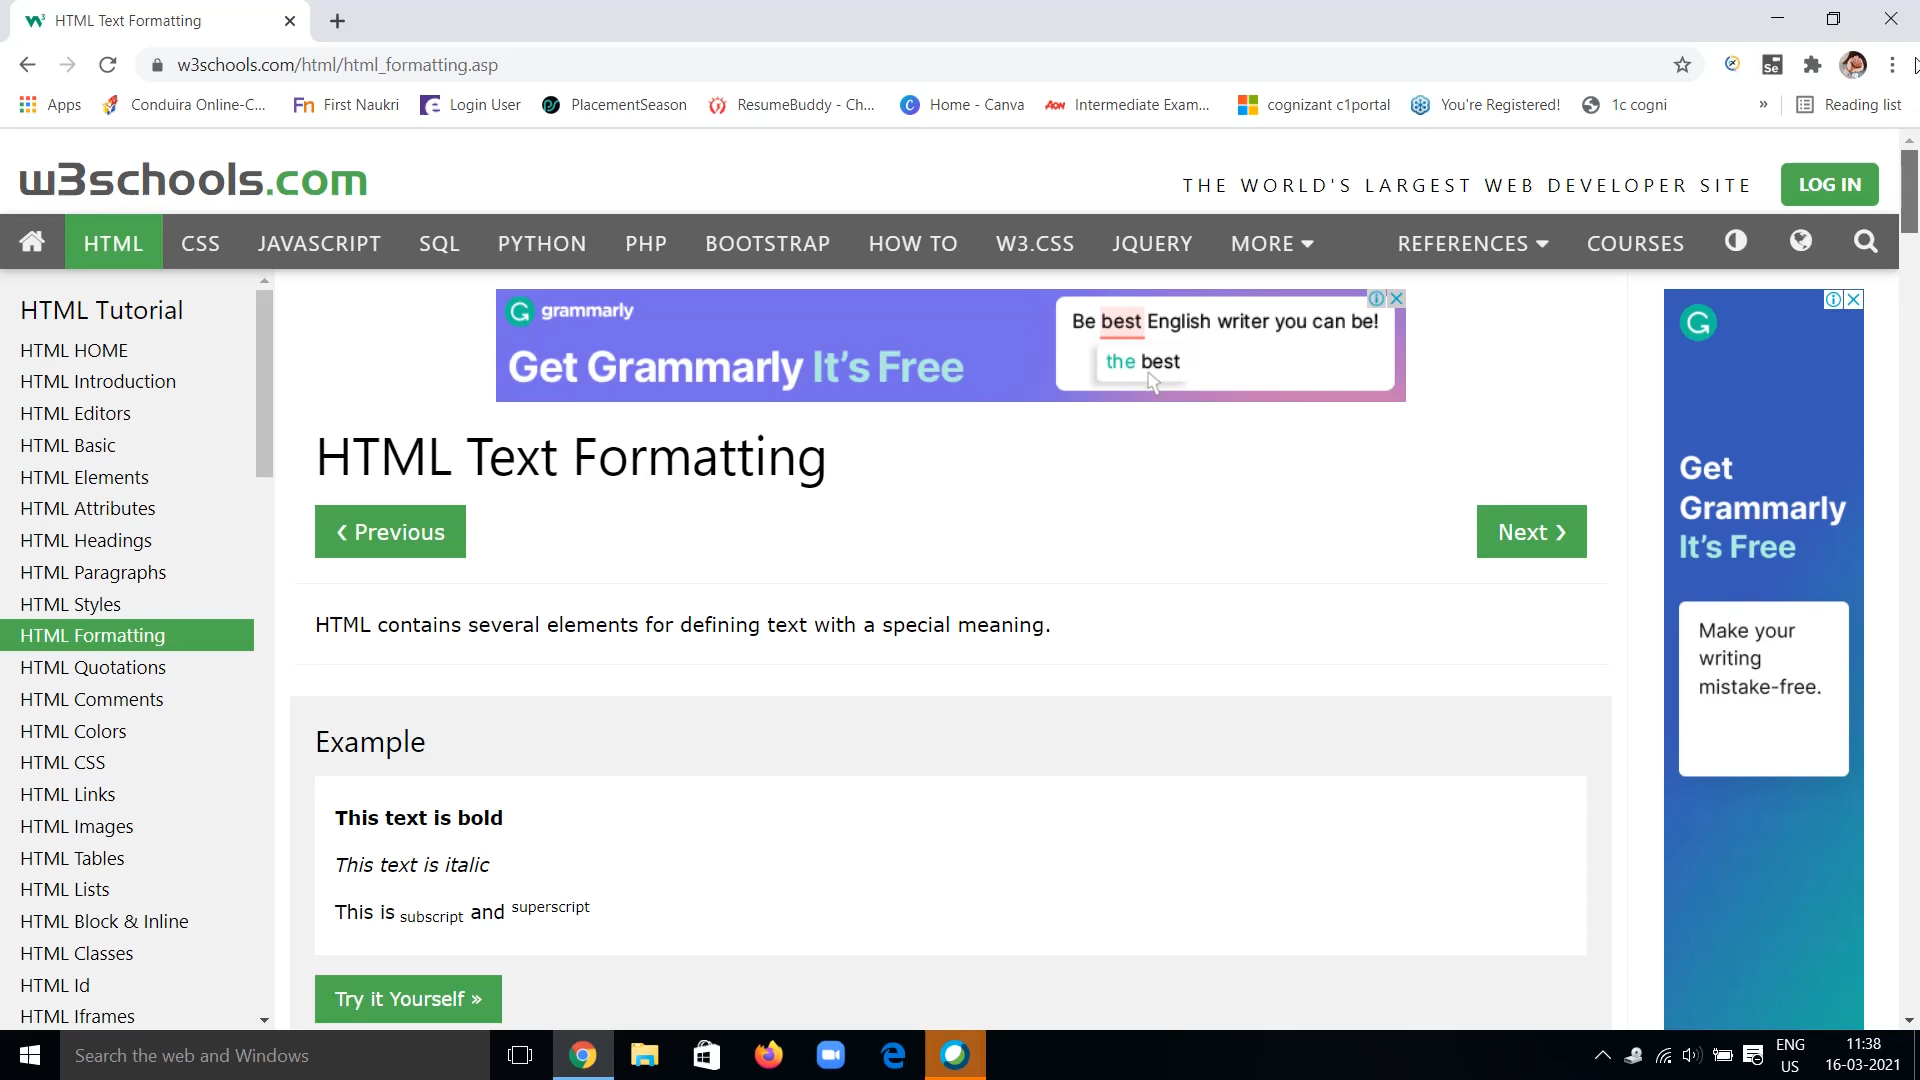 HTML Text Formatting
w3schools.com/html/html_formatting.asp
Apps Conduira Online-C... First Naukri Login User PlacementSeason ResumeBuddy - Ch... Home - Canva Intermediate Exam... cognizant c1portal You're Registered! 1c cogni » Reading list
w3schools.com
THE WORLD'S LARGEST WEB DEVELOPER SITE
LOG IN
HTML CSS JAVASCRIPT SQL PYTHON PHP BOOTSTRAP HOW TO W3.CSS JQUERY MORE REFERENCES COURSES
HTML Tutorial
HTML HOME
HTML Introduction
HTML Editors
HTML Basic
HTML Elements
HTML Attributes
HTML Headings
HTML Paragraphs
HTML Styles
HTML Formatting
HTML Quotations
HTML Comments
HTML Colors
HTML CSS
HTML Links
HTML Images
HTML Tables
HTML Lists
HTML Block & Inline
HTML Classes
HTML Id
HTML Iframes
grammarly
Get Grammarly It's Free
Be best English writer you can be!
the best
HTML Text Formatting
❮ Previous
Next ❯
HTML contains several elements for defining text with a special meaning.
Example
This text is bold
This text is italic
This is subscript and superscript
Try it Yourself »
Get
Grammarly
It's Free
Make your
writing
mistake-free.
Search the web and Windows
ENG
US
11:38
16-03-2021